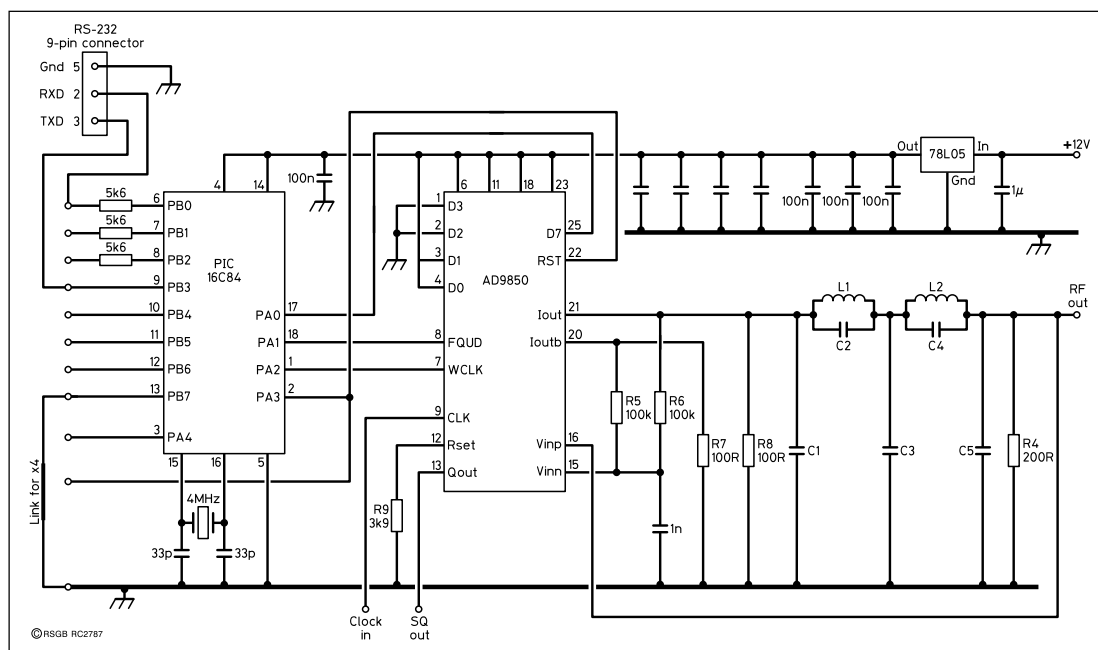 RS-232
9-pin connector
Gnd 5
RXD 2
TXD 3
+12V
Out 78L05 In
Gnd
1µ
100n
100n 100n 100n
4 14
6 11 18 23
5k6
5k6
5k6
6 PB0
7 PB1
8 PB2
9 PB3
10 PB4
11 PB5
12 PB6
13 PB7
3 PA4
PIC
16C84
PA0 17
PA1 18
PA2 1
PA3 2
15 16 5
4MHz
33p 33p
Link for x4
1 D3
2 D2
3 D1
4 D0
8 FQUD
7 WCLK
9 CLK
12 Rset
13 Qout
AD9850
D7 25
RST 22
Iout 21
Ioutb 20
Vinp 16
Vinn 15
R9
3k9
R5
100k
R6
100k
1n
R7
100R
R8
100R
C1
L1
C2
C3
L2
C4
C5
R4
200R
RF
out
Clock
in
SQ
out
©RSGB RC2787